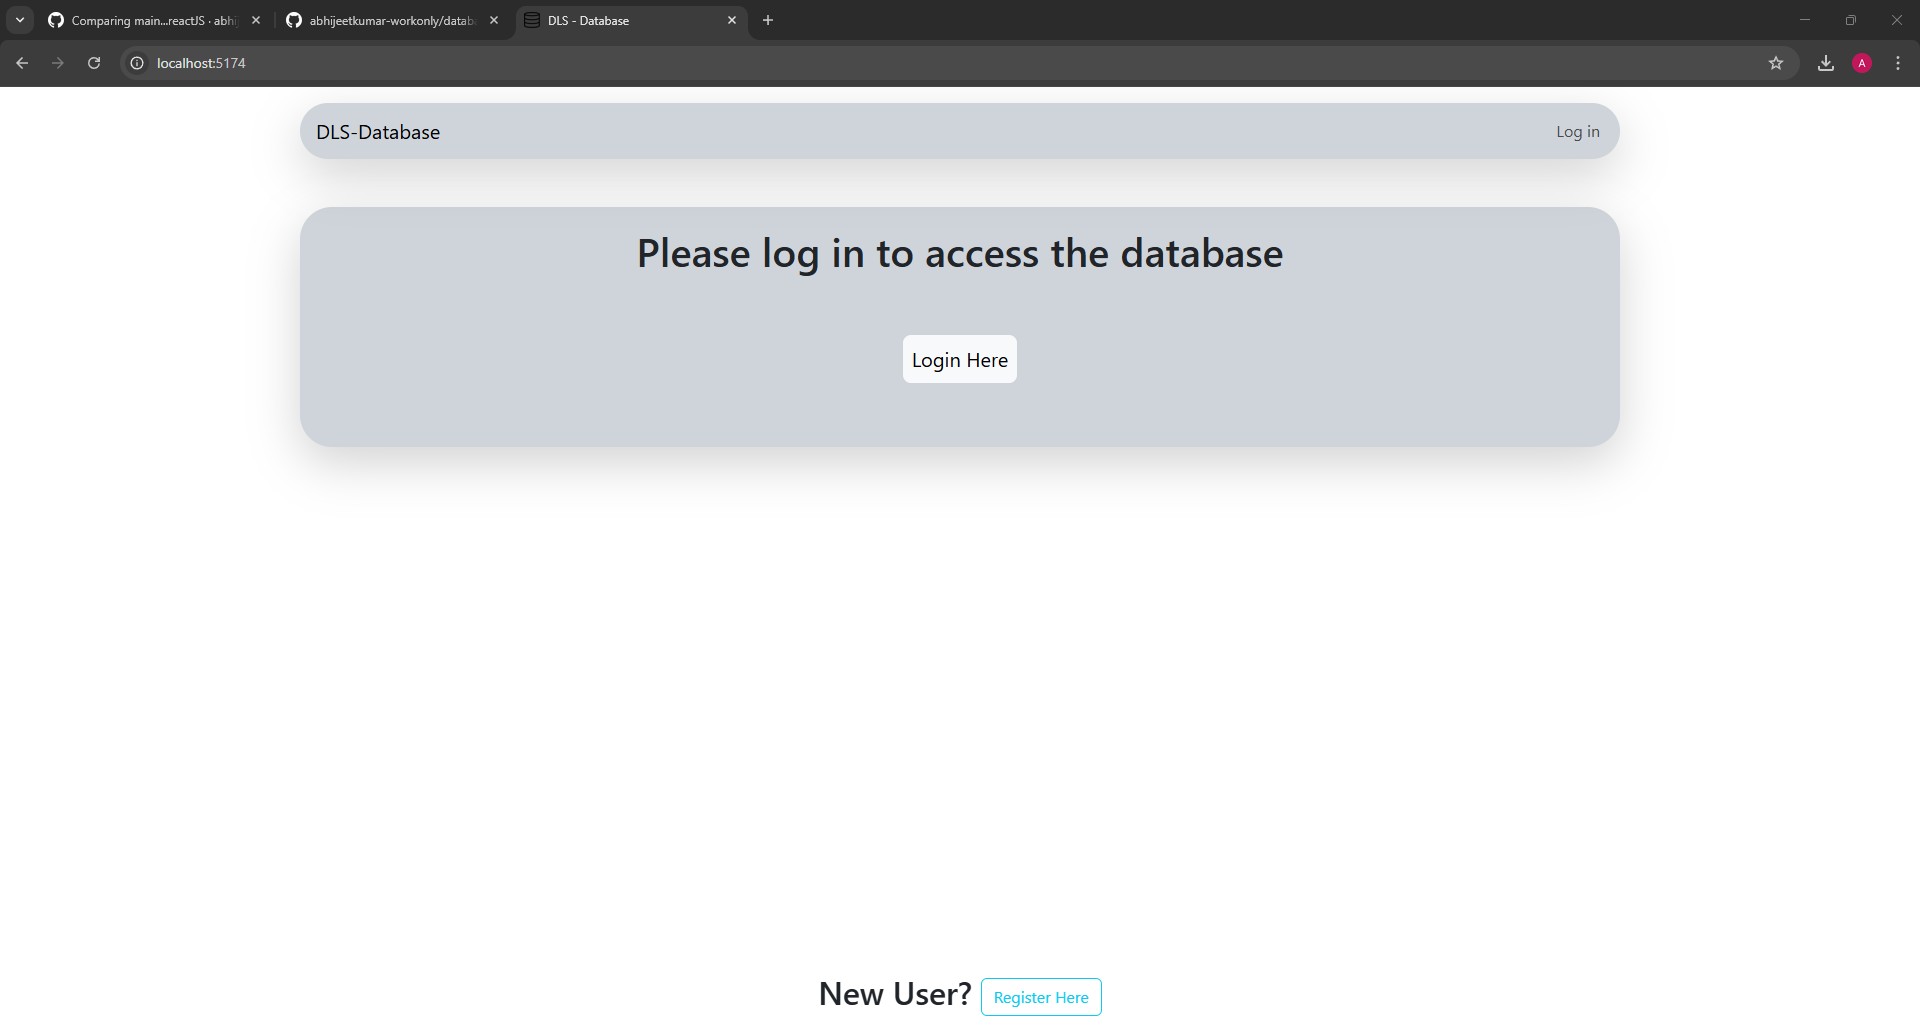 Comparing main...reactJS · abhij
abhijeetkumar-workonly/datab
DLS - Database
localhost:5174
A
DLS-Database
Log in
Please log in to access the database
Login Here
New User?
Register Here